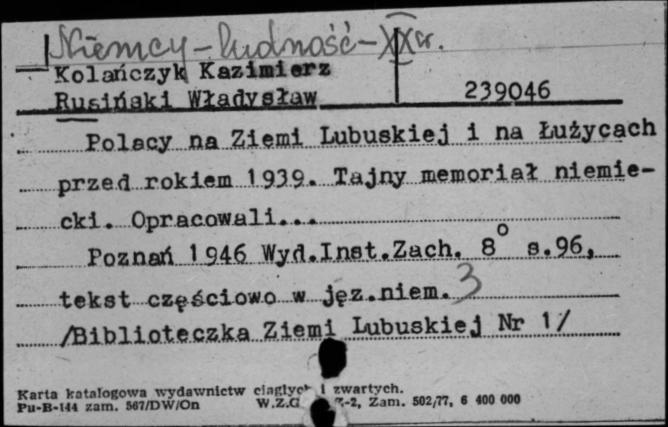 Niemcy - ludność - XX w.
Kolańczyk Kazimierz
Rusiński Władysław 239046
Polacy na Ziemi Lubuskiej i na Łużycach
przed rokiem 1939. Tajny memoriał niemie-
cki. Opracowali...
Poznań 1946 Wyd.Inst.Zach. 8° s.96,
tekst częściowo w jęz.niem. 3
/Biblioteczka Ziemi Lubuskiej Nr 1/
Karta katalogowa wydawnictw ciągłych i zwartych.
Pu-B-144 zam. 567/DW/On W.Z.G. Z-2, Zam. 502/77, 6 400 000